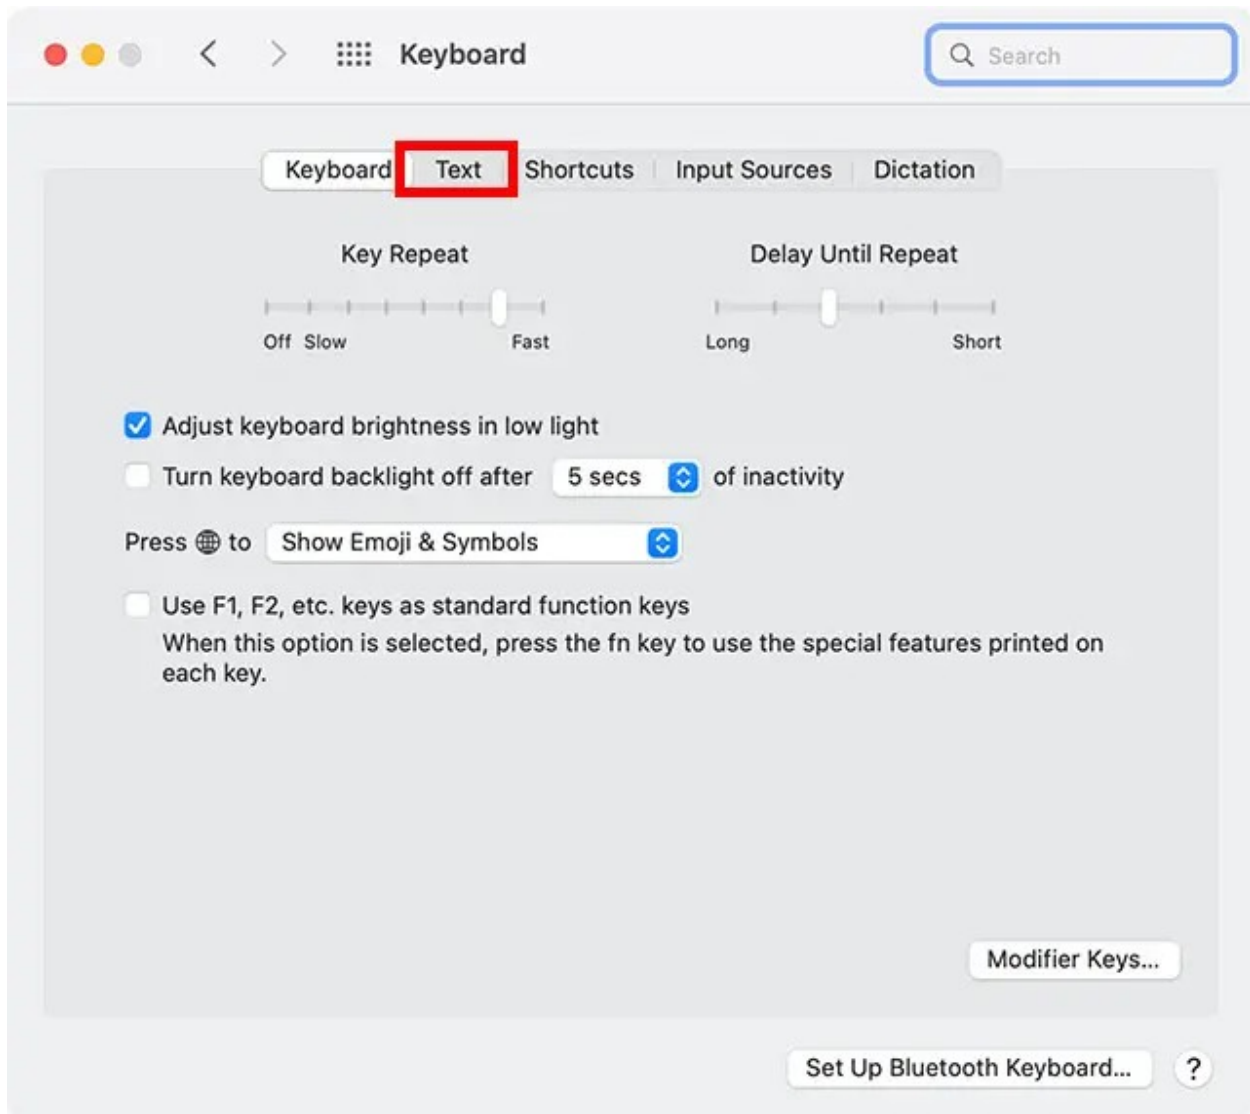 Keyboard
Search
Keyboard Text Shortcuts Input Sources Dictation
Key Repeat Delay Until Repeat
Off Slow Fast Long Short
Adjust keyboard brightness in low light
Turn keyboard backlight off after 5 secs of inactivity
Press to Show Emoji & Symbols
Use F1, F2, etc. keys as standard function keys
When this option is selected, press the fn key to use the special features printed on
each key.
Modifier Keys...
Set Up Bluetooth Keyboard... ?